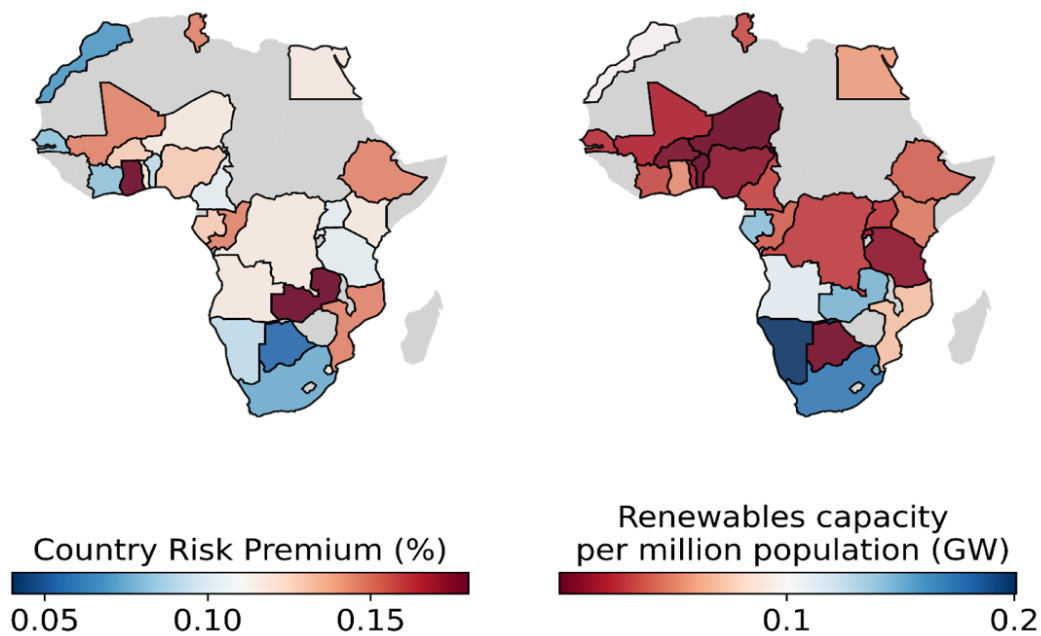 Country Risk Premium (%)
0.05 0.10 0.15
Renewables capacity
per million population (GW)
0.1 0.2